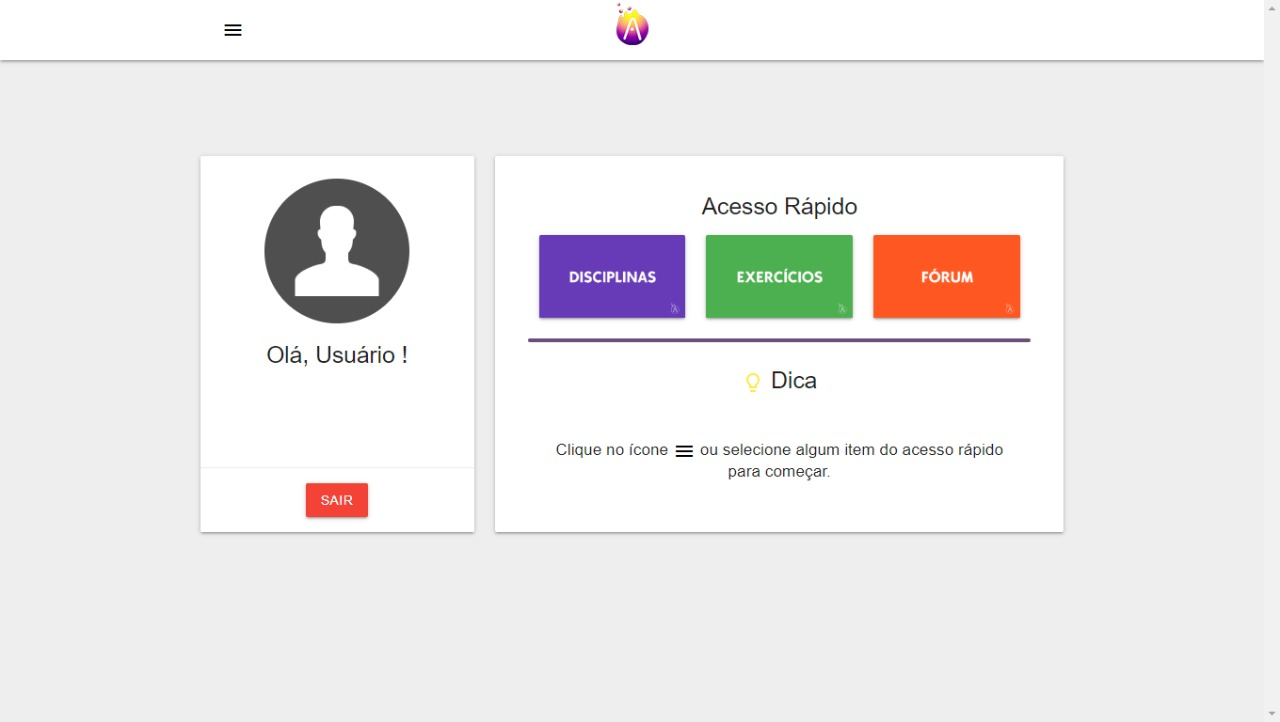 Olá, Usuário !
SAIR
Acesso Rápido
DISCIPLINAS
EXERCÍCIOS
FÓRUM
Dica
Clique no ícone ou selecione algum item do acesso rápido
para começar.